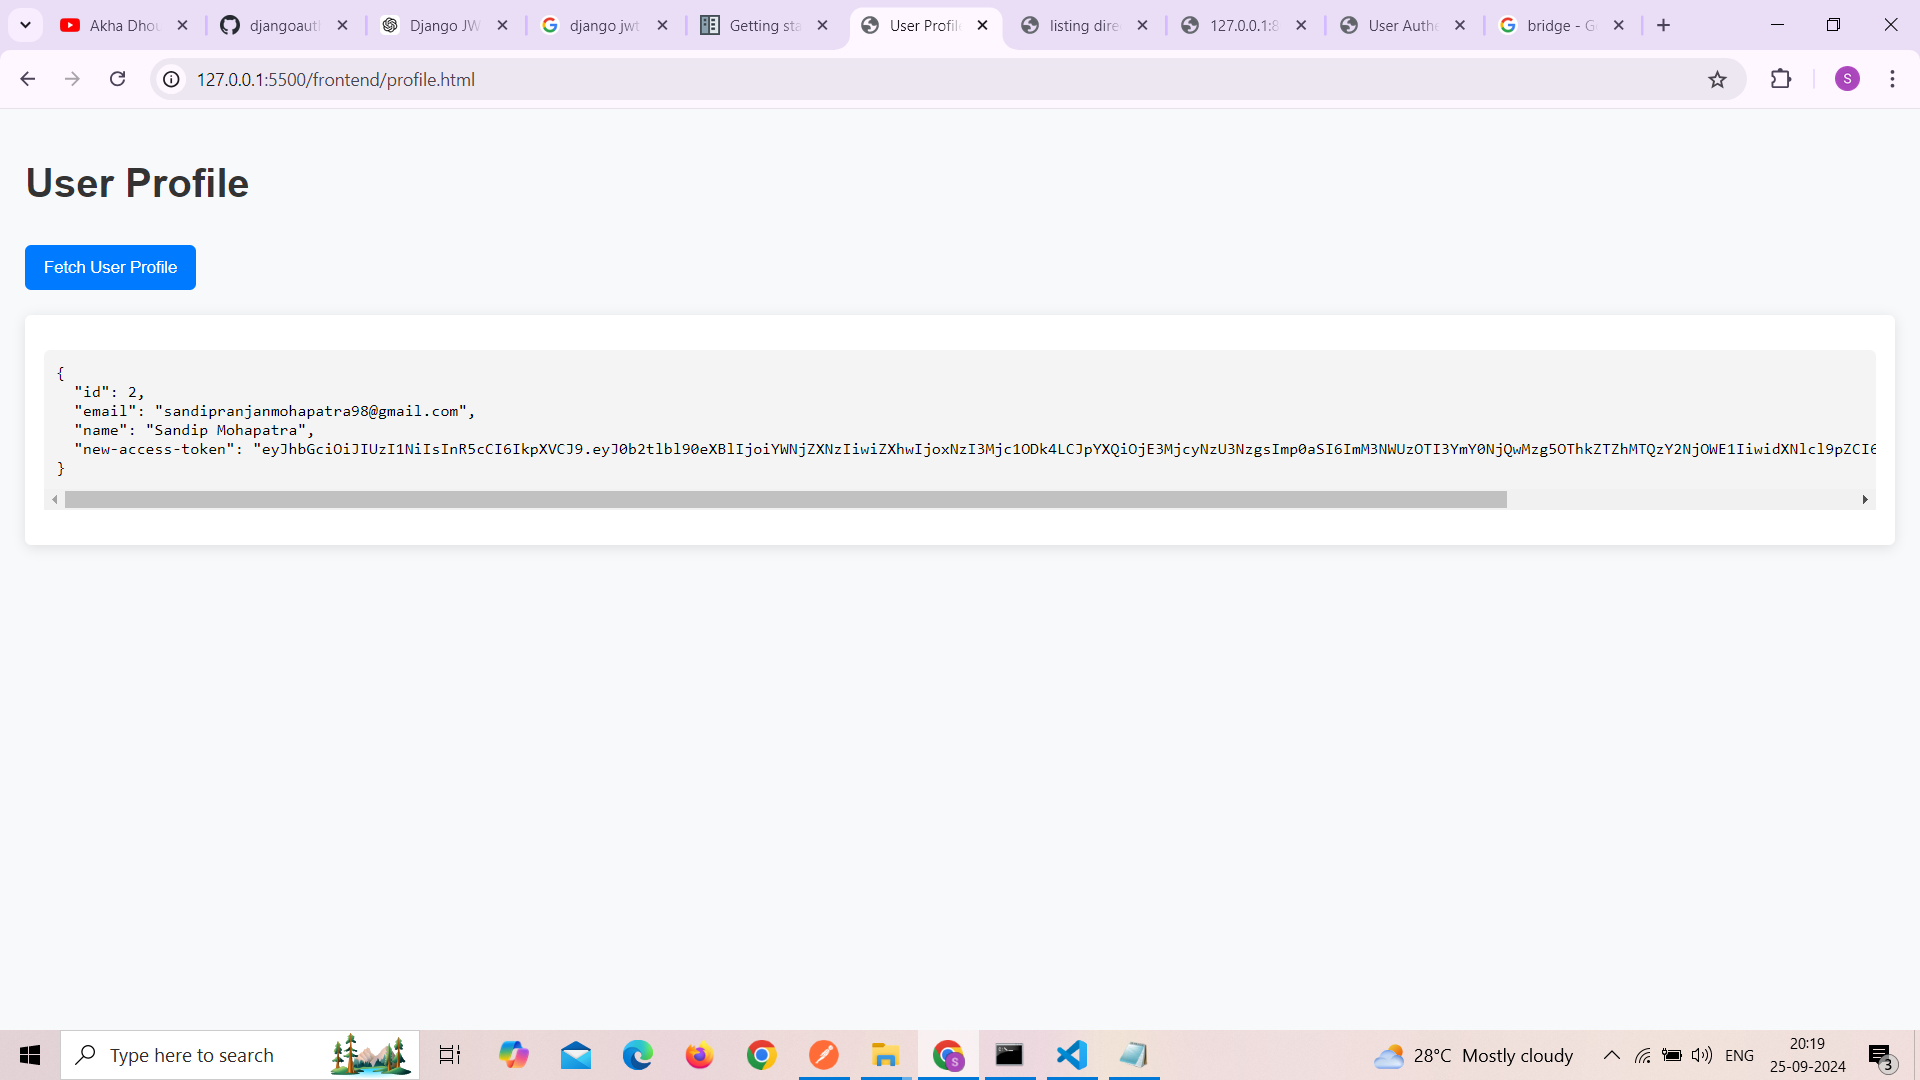 Akha Dhou
djangoaut
Django JW
django jwt
Getting sta
User Profile
listing dire
127.0.0.1:8
User Authe
bridge - G
127.0.0.1:5500/frontend/profile.html
S
User Profile
Fetch User Profile
{
"id": 2,
"email": "sandipranjanmohapatra98@gmail.com",
"name": "Sandip Mohapatra",
"new-access-token": "eyJhbGciOiJIUzI1NiIsInR5cCI6IkpXVCJ9.eyJ0b2tlbl90eXBlIjoiYWNjZXNzIiwiZXhwIjoxNzI3Mjc1ODk4LCJpYXQiOjE3MjcyNzU3NzgsImp0aSI6ImM3NWUzOTI3YmY0NjQwMzg5OThkZTZhMTQzY2NjOWE1IiwidXNlcl9pZCI6
}
Type here to search
S
28°C Mostly cloudy
ENG
20:19
25-09-2024
3